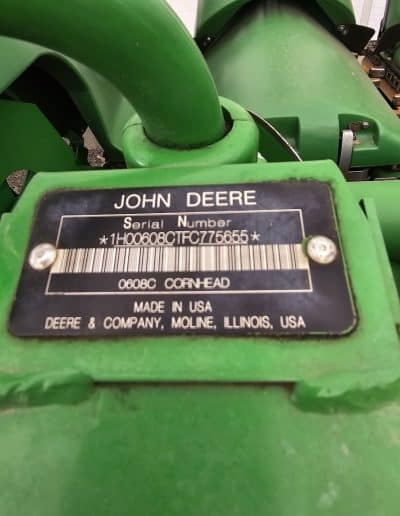 JOHN DEERE
Serial Number
*1H00608CTFC775655*
0608C CORNHEAD
MADE IN USA
DEERE & COMPANY, MOLINE, ILLINOIS, USA